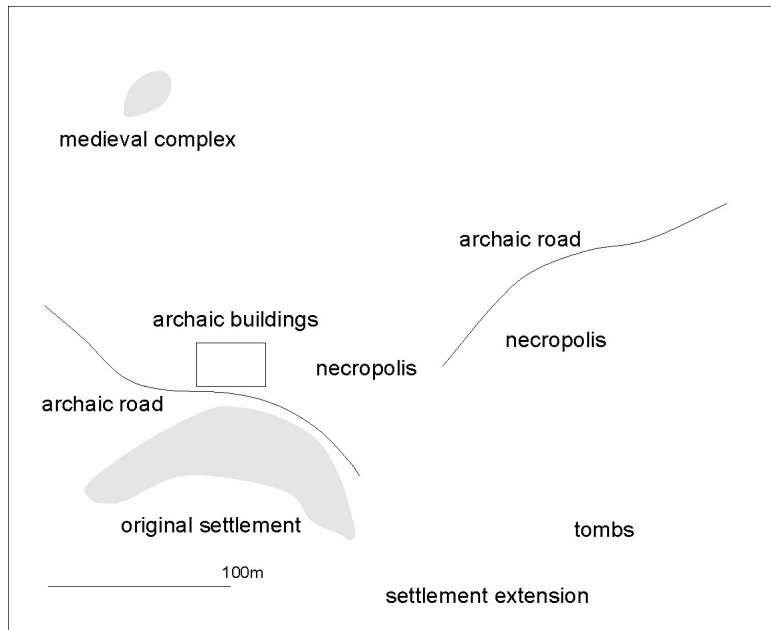 medieval complex
archaic road
archaic buildings
necropolis
necropolis
archaic road
original settlement
tombs
100m
settlement extension